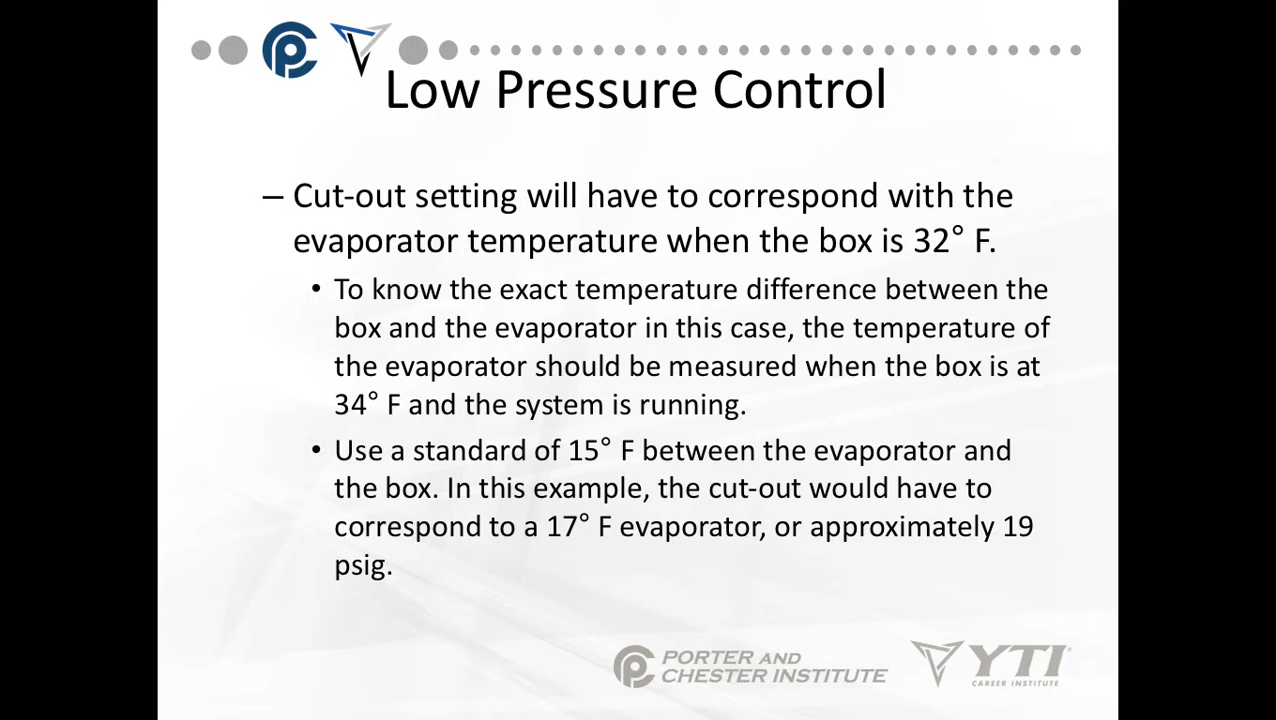 Low Pressure Control
– Cut-out setting will have to correspond with the
evaporator temperature when the box is 32° F.
• To know the exact temperature difference between the
box and the evaporator in this case, the temperature of
the evaporator should be measured when the box is at
34° F and the system is running.
• Use a standard of 15° F between the evaporator and
the box. In this example, the cut-out would have to
correspond to a 17° F evaporator, or approximately 19
psig.
PORTER AND
CHESTER INSTITUTE
YTI
CAREER INSTITUTE